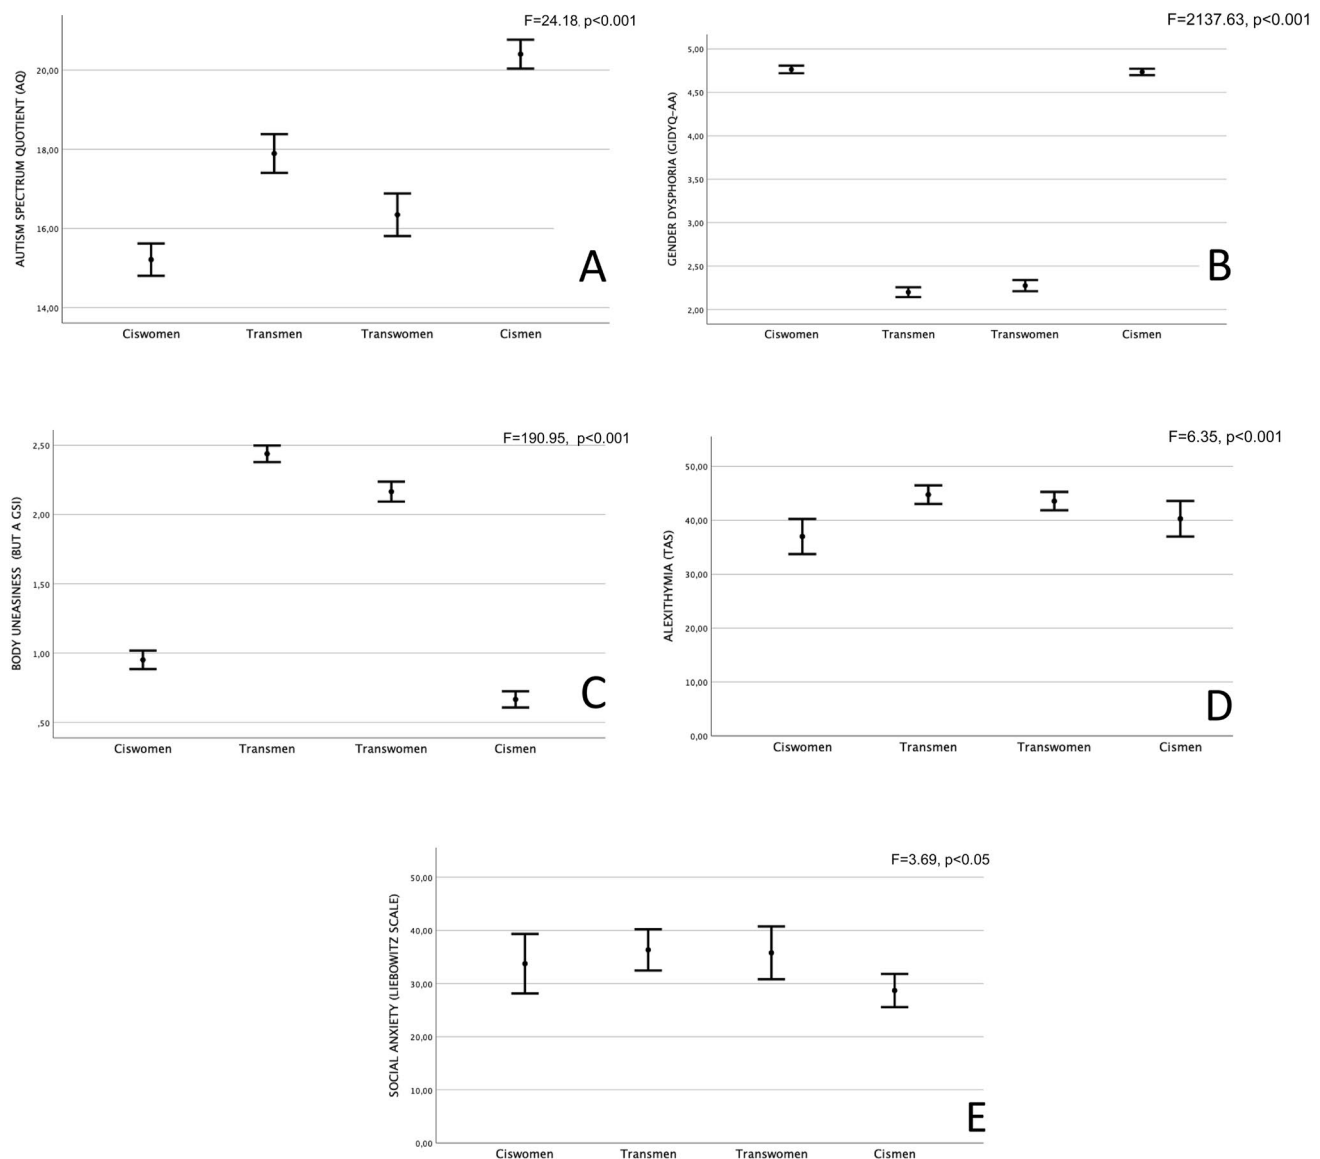 F=24.18, p<0.001
AUTISM SPECTRUM QUOTIENT (AQ)
20,00
18,00
16,00
14,00
A
Ciswomen Transmen Transwomen Cismen
F=2137.63, p<0.001
GENDER DYSPHORIA (GIDYQ-AA)
5,00
4,50
4,00
3,50
3,00
2,50
2,00
B
Ciswomen Transmen Transwomen Cismen
F=190.95, p<0.001
BODY UNEASINESS (BUT A GSI)
2,50
2,00
1,50
1,00
,50
C
Ciswomen Transmen Transwomen Cismen
F=6.35, p<0.001
ALEXITHYMIA (TAS)
50,00
40,00
30,00
20,00
10,00
0,00
D
Ciswomen Transmen Transwomen Cismen
F=3.69, p<0.05
SOCIAL ANXIETY (LIEBOWITZ SCALE)
50,00
40,00
30,00
20,00
10,00
0,00
E
Ciswomen Transmen Transwomen Cismen